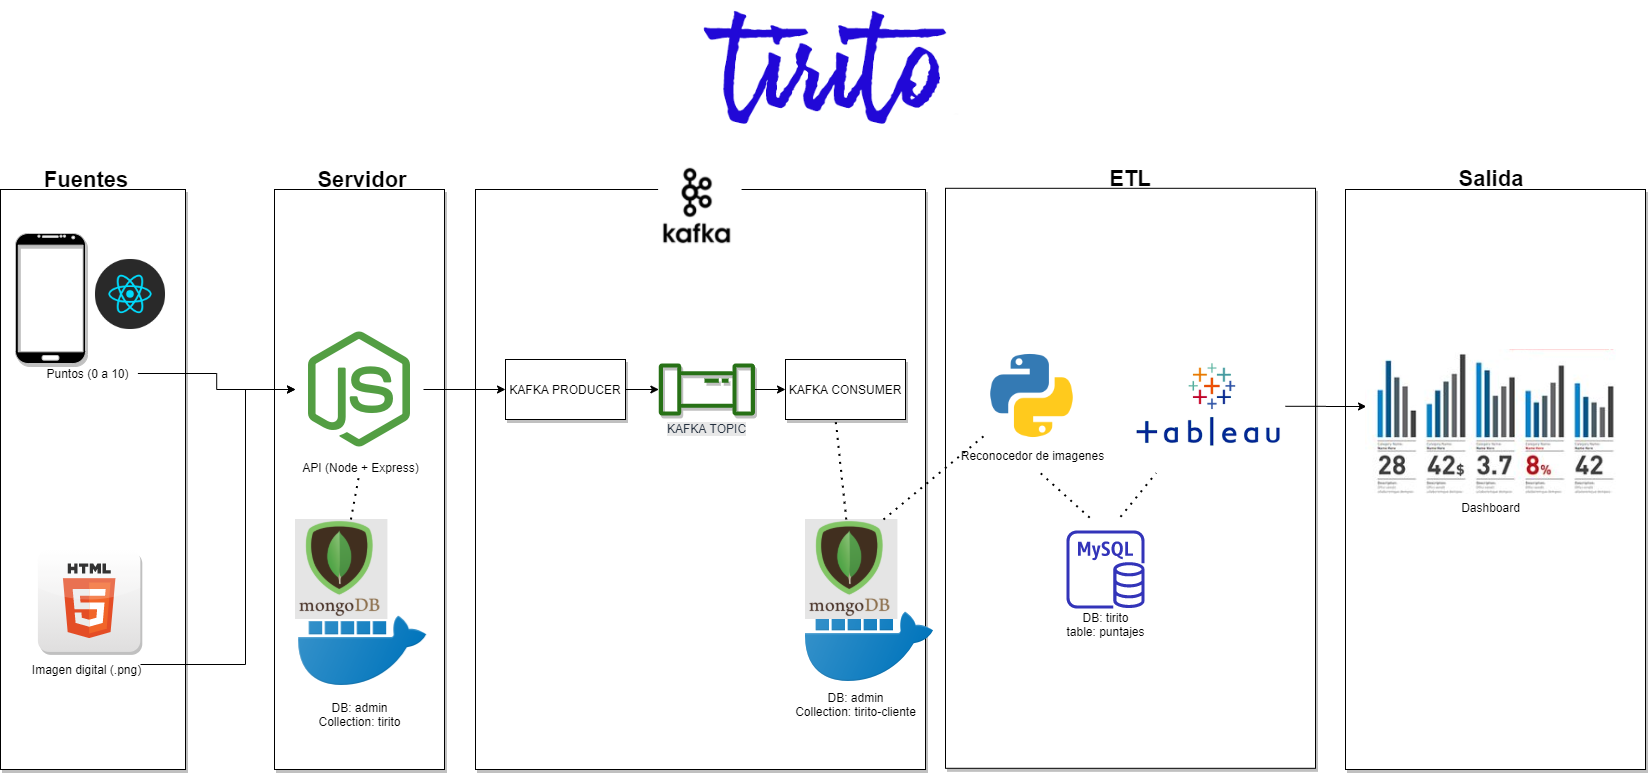 tirito
Fuentes
Servidor
kafka
ETL
Salida
Puntos (0 a 10)
HTML
5
Imagen digital (.png)
JS
API (Node + Express)
mongoDB
DB: admin
Collection: tirito
KAFKA PRODUCER
KAFKA TOPIC
KAFKA CONSUMER
mongoDB
DB: admin
Collection: tirito-cliente
Reconocedor de imagenes
+ableau
MySQL
DB: tirito
table: puntajes
28
42$
3.7
8%
42
Dashboard